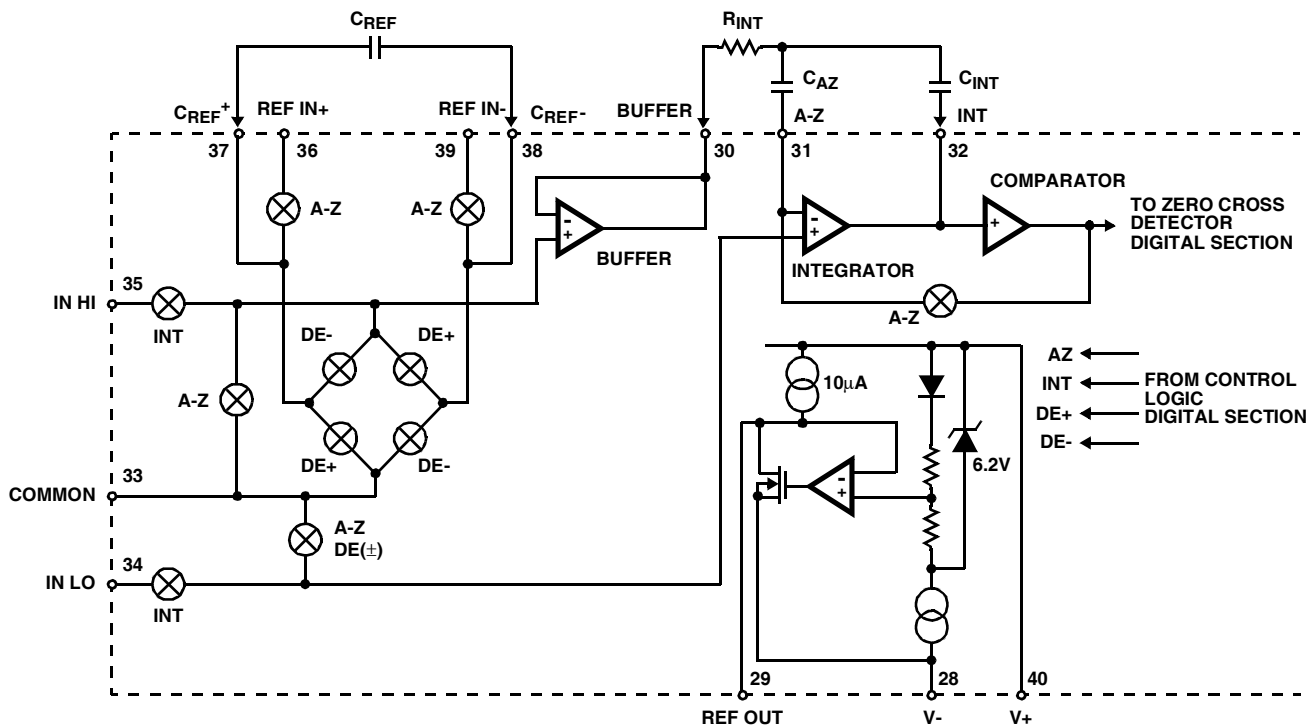 CREF
RINT
CREF+
REF IN+
REF IN-
CREF-
BUFFER
CAZ
A-Z
CINT
INT
37
36
39
38
30
31
32
A-Z
A-Z
-
+
BUFFER
-
+
INTEGRATOR
COMPARATOR
+
TO ZERO CROSS
DETECTOR
DIGITAL SECTION
A-Z
35
IN HI
INT
DE-
DE+
A-Z
DE+
DE-
33
COMMON
A-Z
DE(±)
34
IN LO
INT
10µA
-
+
6.2V
AZ
INT
DE+
DE-
FROM CONTROL
LOGIC
DIGITAL SECTION
29
28
40
REF OUT
V-
V+